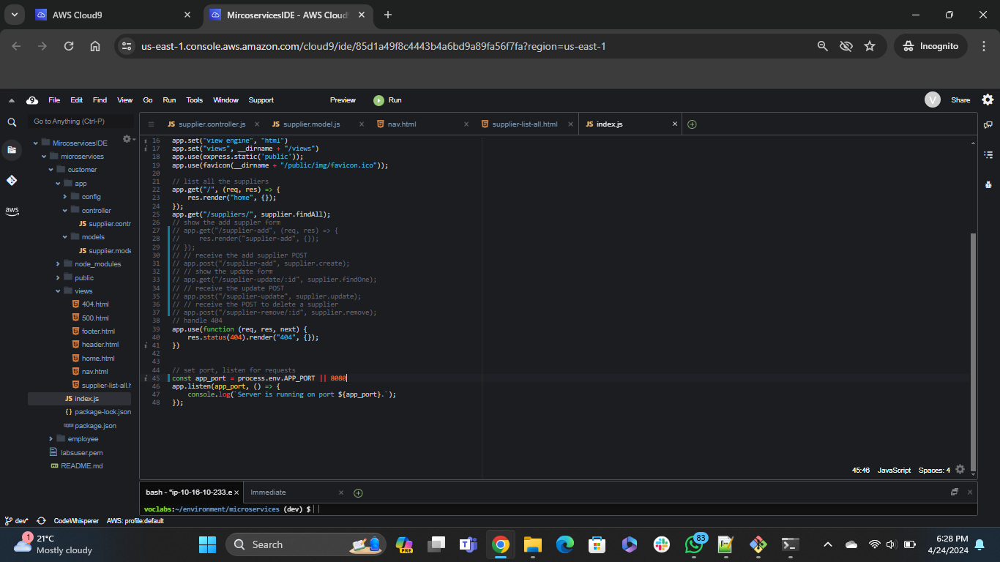 AWS Cloud9
MircoservicesIDE - AWS Cloud9
us-east-1.console.aws.amazon.com/cloud9/ide/85d1a49f8c4443b4a6bd9a89fa56f7fa?region=us-east-1
Incognito
File Edit Find View Go Run Tools Window Support Preview Run
V Share
Go to Anything (Ctrl-P)
supplier.controller.js
supplier.model.js
nav.html
supplier-list-all.html
index.js
MircoservicesIDE
microservices
customer
app
config
controller
supplier.contr
models
supplier.mode
node_modules
public
views
404.html
500.html
footer.html
header.html
home.html
nav.html
supplier-list-all.h
index.js
package-lock.json
package.json
employee
labsuser.pem
README.md
aws
16 app.set("view engine", "html")
17 app.set("views", __dirname + "/views")
18 app.use(express.static('public'));
19 app.use(favicon(__dirname + "/public/img/favicon.ico"));
20
21 // list all the suppliers
22 app.get("/", (req, res) => {
23 res.render("home", {});
24 });
25 app.get("/suppliers/", supplier.findAll);
26 // show the add suppler form
27 // app.get("/supplier-add", (req, res) => {
28 //     res.render("supplier-add", {});
29 // });
30 // // receive the add supplier POST
31 // app.post("/supplier-add", supplier.create);
32 // // show the update form
33 // app.get("/supplier-update/:id", supplier.findOne);
34 // // receive the update POST
35 // app.post("/supplier-update", supplier.update);
36 // // receive the POST to delete a supplier
37 // app.post("/supplier-remove/:id", supplier.remove);
38 // handle 404
39 app.use(function (req, res, next) {
40 res.status(404).render("404", {});
41 })
42
43
44 // set port, listen for requests
45 const app_port = process.env.APP_PORT || 8080
46 app.listen(app_port, () => {
47 console.log(`Server is running on port ${app_port}.`);
48 });
45:46 JavaScript Spaces: 4
bash - "ip-10-16-10-233.e
Immediate
voclabs:~/environment/microservices (dev) $
dev* CodeWhisperer AWS: profile:default
1
21°C
Mostly cloudy
Search
PRE
83
6:28 PM
4/24/2024